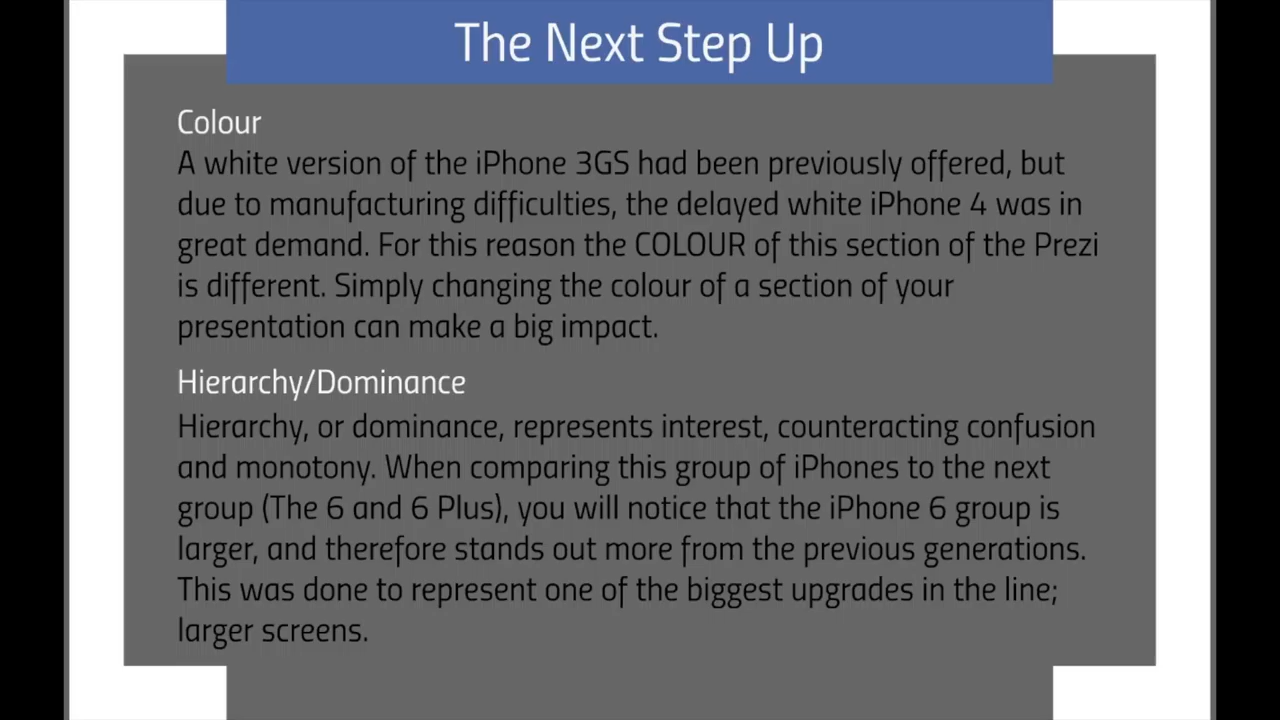 The Next Step Up
Colour
A white version of the iPhone 3GS had been previously offered, but
due to manufacturing difficulties, the delayed white iPhone 4 was in
great demand. For this reason the COLOUR of this section of the Prezi
is different. Simply changing the colour of a section of your
presentation can make a big impact.
Hierarchy/Dominance
Hierarchy, or dominance, represents interest, counteracting confusion
and monotony. When comparing this group of iPhones to the next
group (The 6 and 6 Plus), you will notice that the iPhone 6 group is
larger, and therefore stands out more from the previous generations.
This was done to represent one of the biggest upgrades in the line;
larger screens.